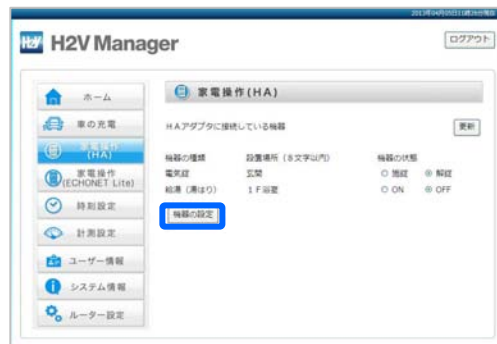 H2V Manager
ログアウト
ホーム
車の充電
家電操作
(HA)
家電操作
(ECHONET Lite)
時刻設定
計測設定
ユーザー情報
システム情報
ルーター設定
家電操作(HA)
HAアダプタに接続している機器
更新
機器の種類 設置場所（8文字以内） 機器の状態
電気錠 玄関 施錠 解錠
給湯（湯はり） 1F浴室 ON OFF
機器の設定